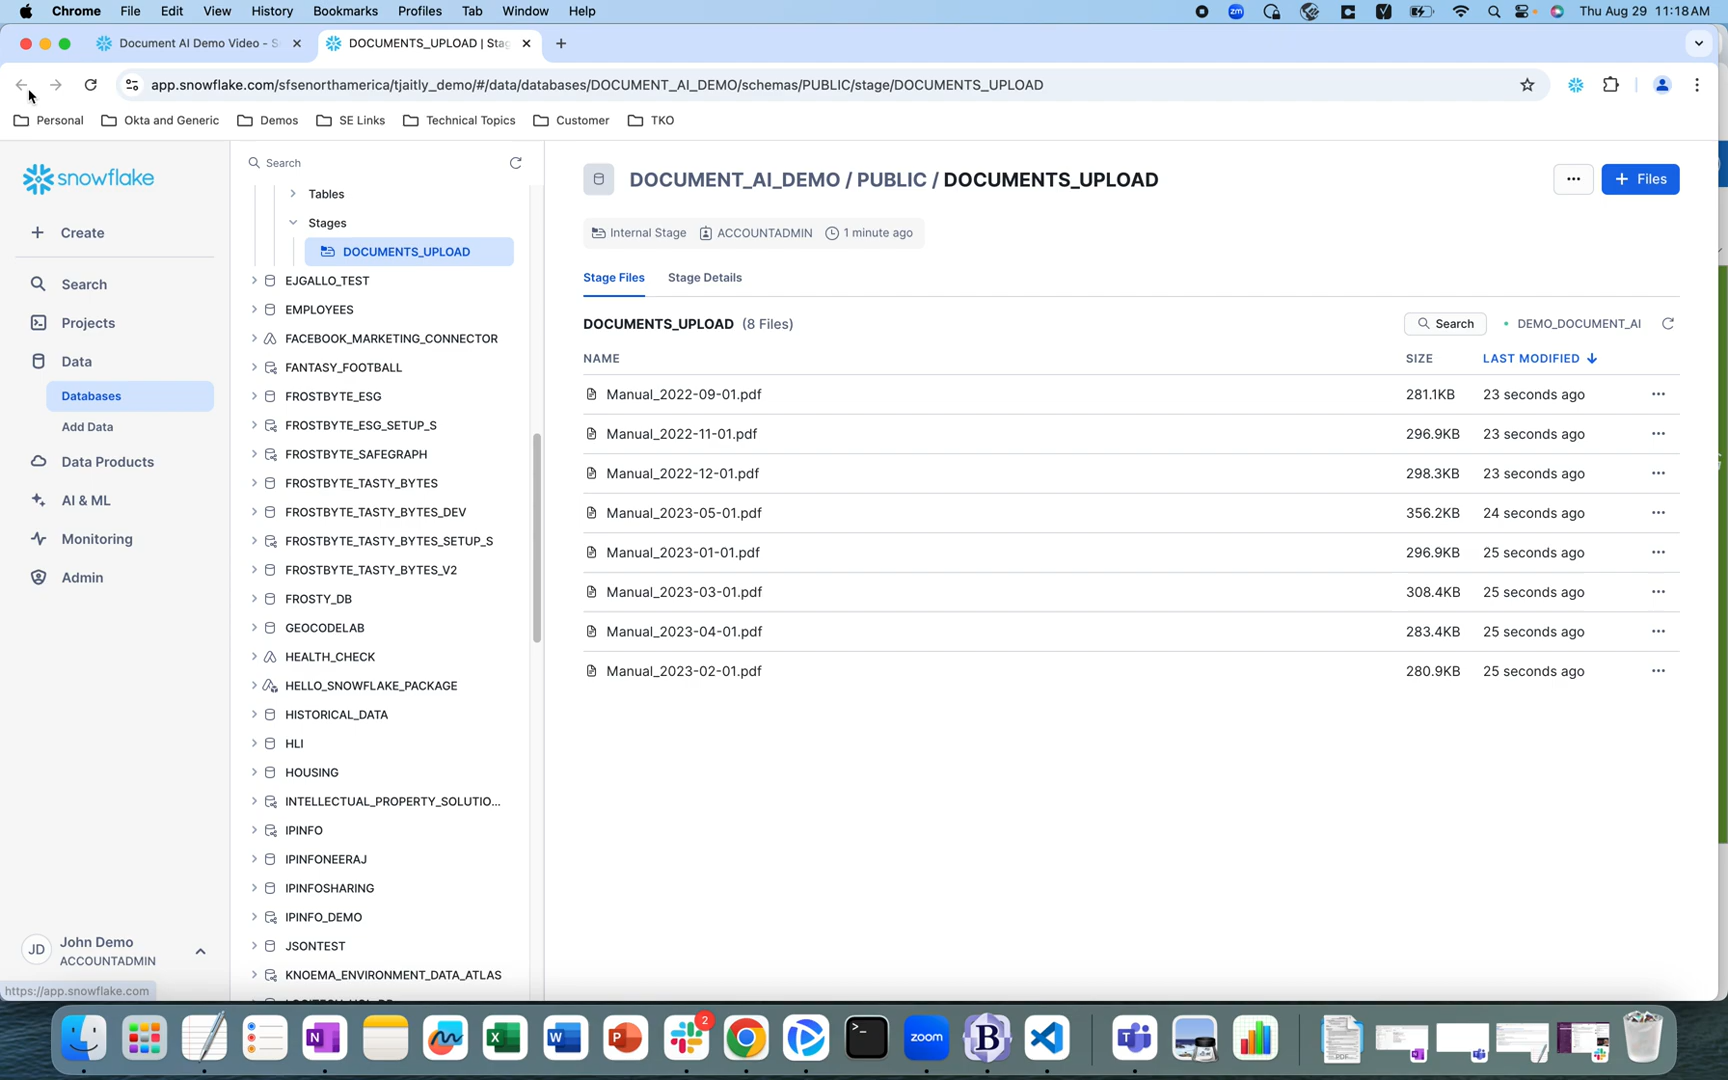 Chrome File Edit View History Bookmarks Profiles Tab Window Help zm Thu Aug 29 11:18 AM
Document AI Demo Video - S
DOCUMENTS_UPLOAD | Stag
app.snowflake.com/sfsenorthamerica/tjaitly_demo/#/data/databases/DOCUMENT_AI_DEMO/schemas/PUBLIC/stage/DOCUMENTS_UPLOAD
Personal Okta and Generic Demos SE Links Technical Topics Customer TKO
snowflake
Create
Search
Projects
Data
Databases
Add Data
Data Products
AI & ML
Monitoring
Admin
JD John Demo
ACCOUNTADMIN
https://app.snowflake.com
Search
Tables
Stages
DOCUMENTS_UPLOAD
EJGALLO_TEST
EMPLOYEES
FACEBOOK_MARKETING_CONNECTOR
FANTASY_FOOTBALL
FROSTBYTE_ESG
FROSTBYTE_ESG_SETUP_S
FROSTBYTE_SAFEGRAPH
FROSTBYTE_TASTY_BYTES
FROSTBYTE_TASTY_BYTES_DEV
FROSTBYTE_TASTY_BYTES_SETUP_S
FROSTBYTE_TASTY_BYTES_V2
FROSTY_DB
GEOCODELAB
HEALTH_CHECK
HELLO_SNOWFLAKE_PACKAGE
HISTORICAL_DATA
HLI
HOUSING
INTELLECTUAL_PROPERTY_SOLUTIO...
IPINFO
IPINFONEERAJ
IPINFOSHARING
IPINFO_DEMO
JSONTEST
KNOEMA_ENVIRONMENT_DATA_ATLAS
DOCUMENT_AI_DEMO / PUBLIC / DOCUMENTS_UPLOAD
... + Files
Internal Stage ACCOUNTADMIN 1 minute ago
Stage Files Stage Details
DOCUMENTS_UPLOAD (8 Files) Search DEMO_DOCUMENT_AI
NAME SIZE LAST MODIFIED
Manual_2022-09-01.pdf 281.1KB 23 seconds ago ...
Manual_2022-11-01.pdf 296.9KB 23 seconds ago ...
Manual_2022-12-01.pdf 298.3KB 23 seconds ago ...
Manual_2023-05-01.pdf 356.2KB 24 seconds ago ...
Manual_2023-01-01.pdf 296.9KB 25 seconds ago ...
Manual_2023-03-01.pdf 308.4KB 25 seconds ago ...
Manual_2023-04-01.pdf 283.4KB 25 seconds ago ...
Manual_2023-02-01.pdf 280.9KB 25 seconds ago ...
N X W P 2 >_ zoom B T PDF